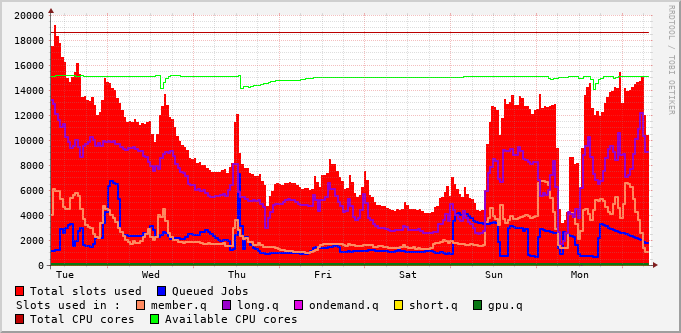 20000
18000
16000
14000
12000
10000
8000
6000
4000
2000
0
Tue Wed Thu Fri Sat Sun Mon
RRDTOOL / TOBI OETIKER
Total slots used Queued Jobs
Slots used in : member.q long.q ondemand.q short.q gpu.q
Total CPU cores Available CPU cores